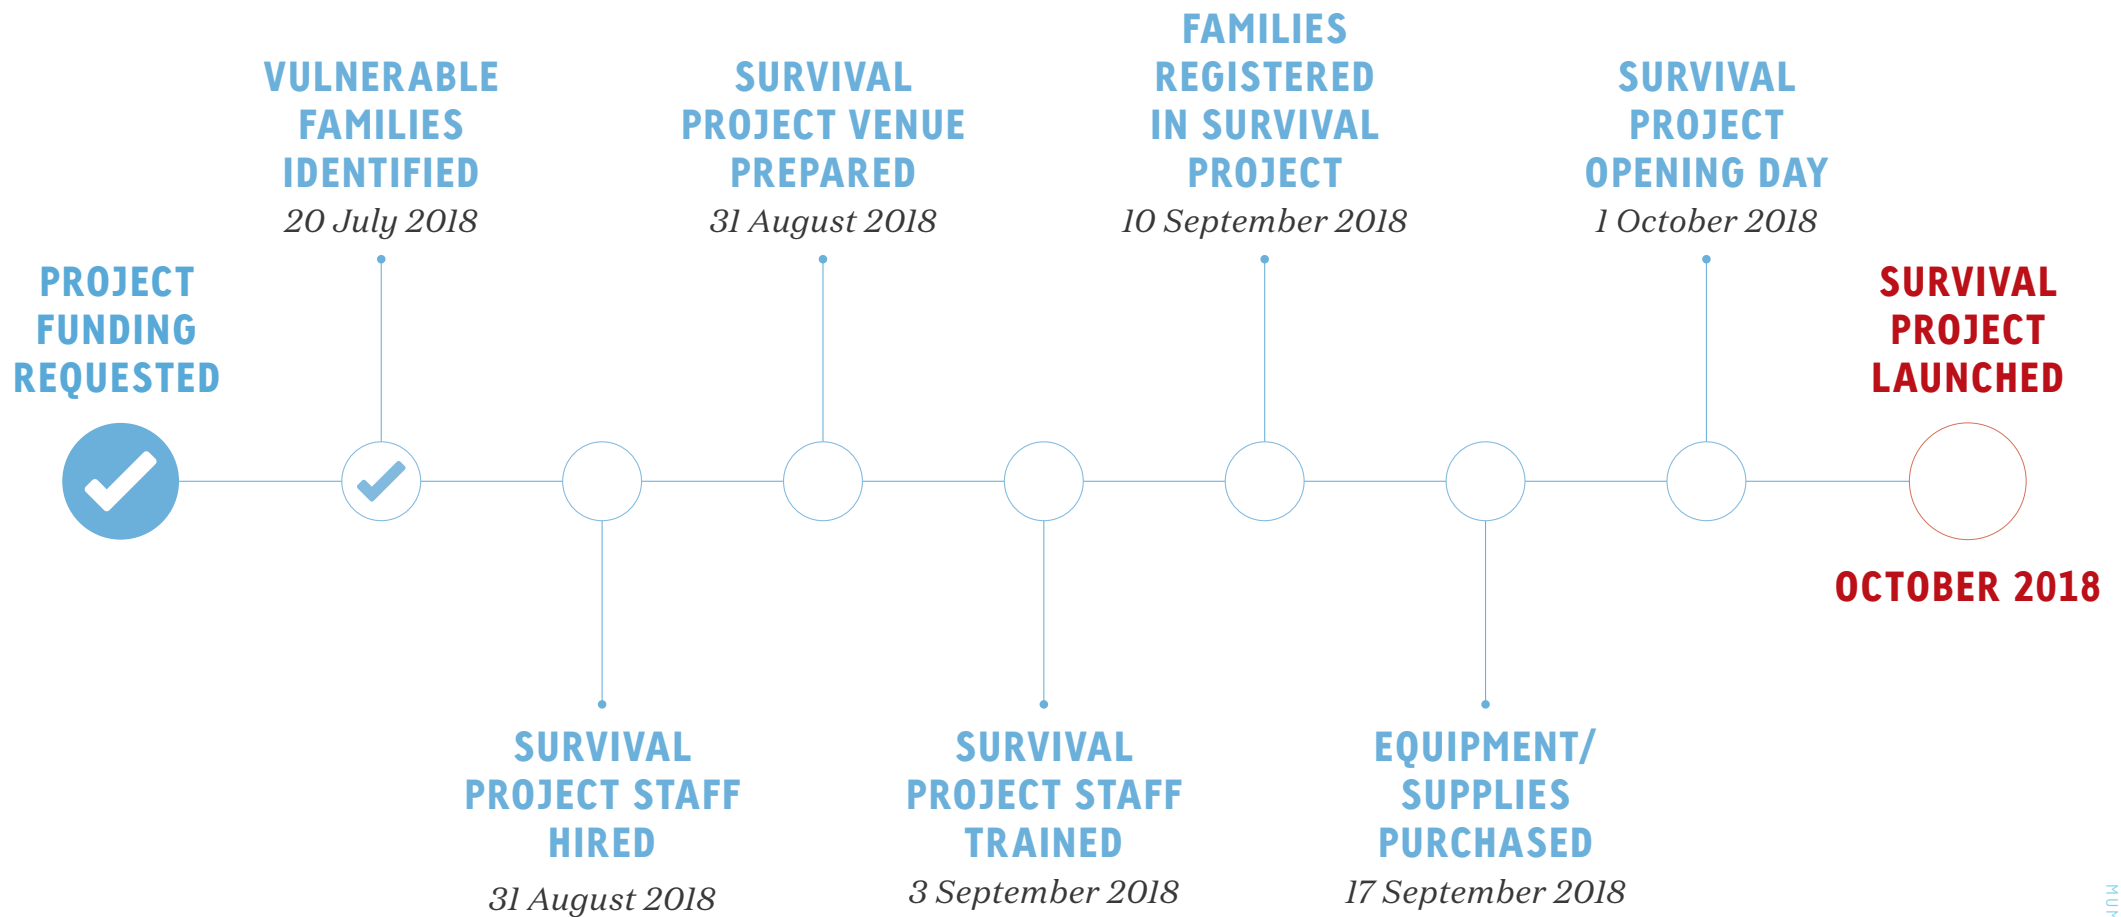 PROJECT
FUNDING
REQUESTED
VULNERABLE
FAMILIES
IDENTIFIED
20 July 2018
SURVIVAL
PROJECT STAFF
HIRED
31 August 2018
SURVIVAL
PROJECT VENUE
PREPARED
31 August 2018
SURVIVAL
PROJECT STAFF
TRAINED
3 September 2018
FAMILIES
REGISTERED
IN SURVIVAL
PROJECT
10 September 2018
EQUIPMENT/
SUPPLIES
PURCHASED
17 September 2018
SURVIVAL
PROJECT
OPENING DAY
1 October 2018
SURVIVAL
PROJECT
LAUNCHED
OCTOBER 2018